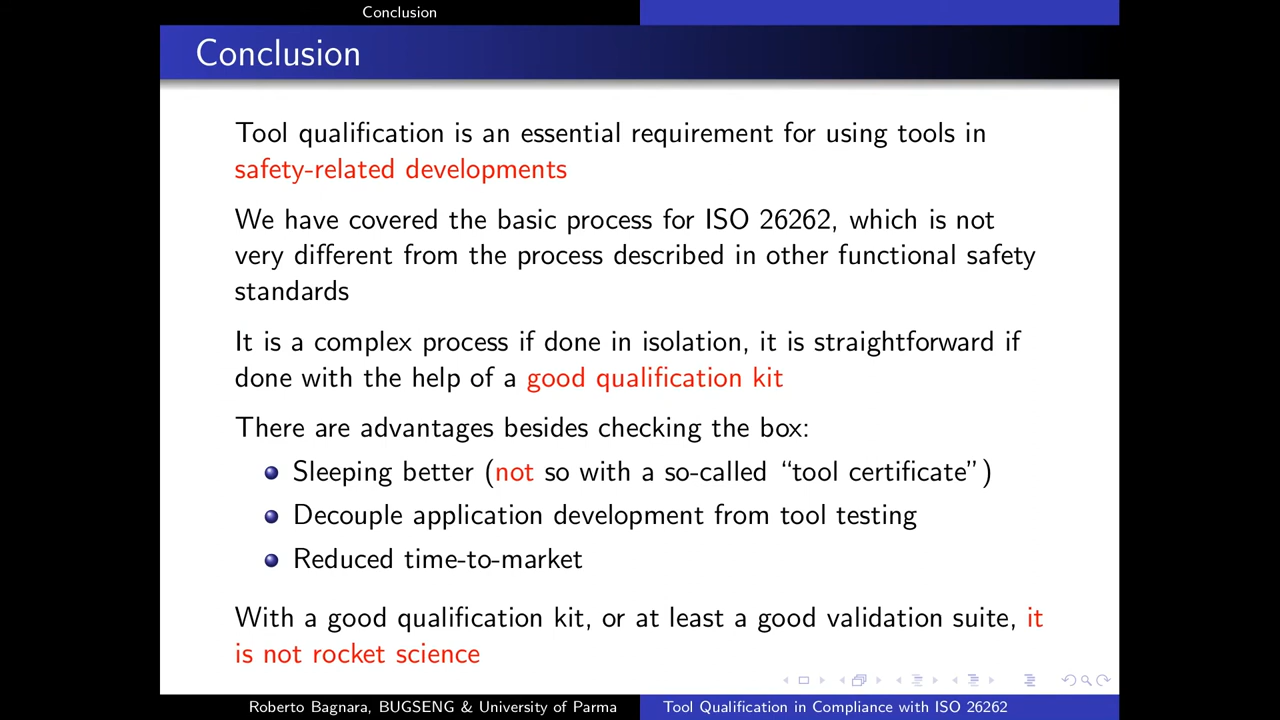 Conclusion
Conclusion
Tool qualification is an essential requirement for using tools in
safety-related developments
We have covered the basic process for ISO 26262, which is not
very different from the process described in other functional safety
standards
It is a complex process if done in isolation, it is straightforward if
done with the help of a good qualification kit
There are advantages besides checking the box:
Sleeping better (not so with a so-called “tool certificate”)
Decouple application development from tool testing
Reduced time-to-market
With a good qualification kit, or at least a good validation suite, it
is not rocket science
Roberto Bagnara, BUGSENG & University of Parma
Tool Qualification in Compliance with ISO 26262